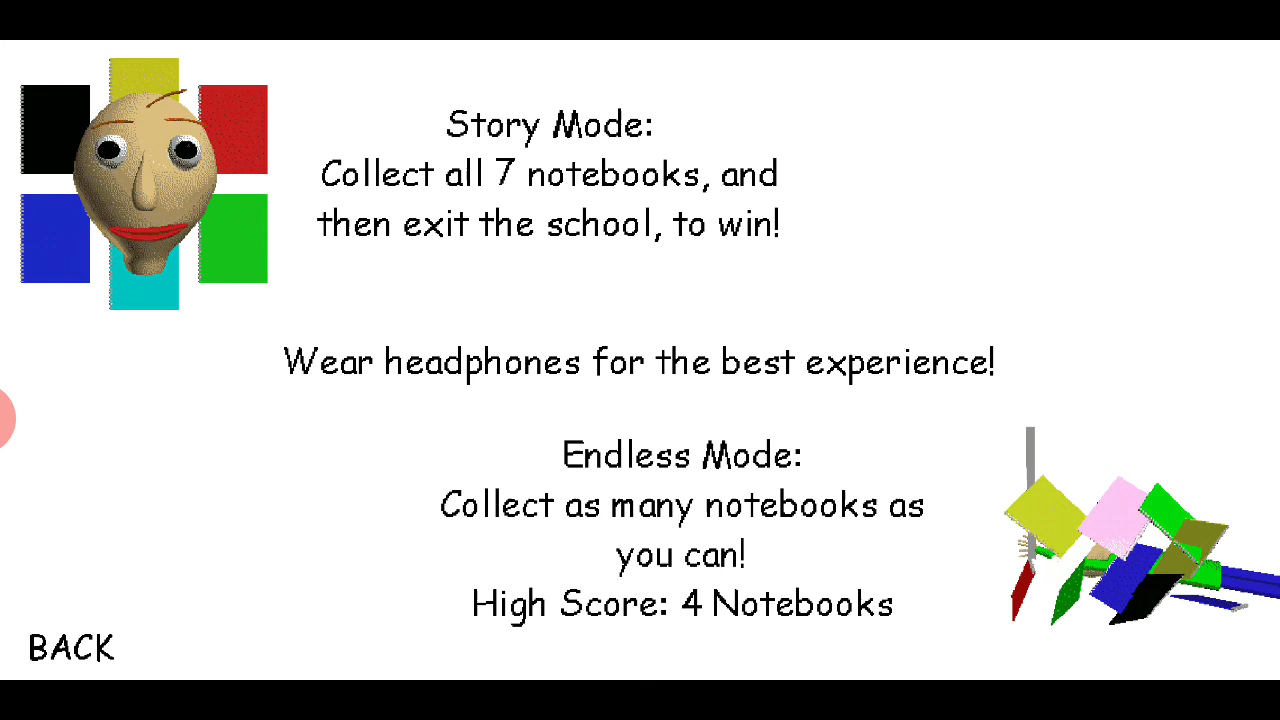 Story Mode:
Collect all 7 notebooks, and
then exit the school, to win!
Wear headphones for the best experience!
Endless Mode:
Collect as many notebooks as
you can!
High Score: 4 Notebooks
BACK